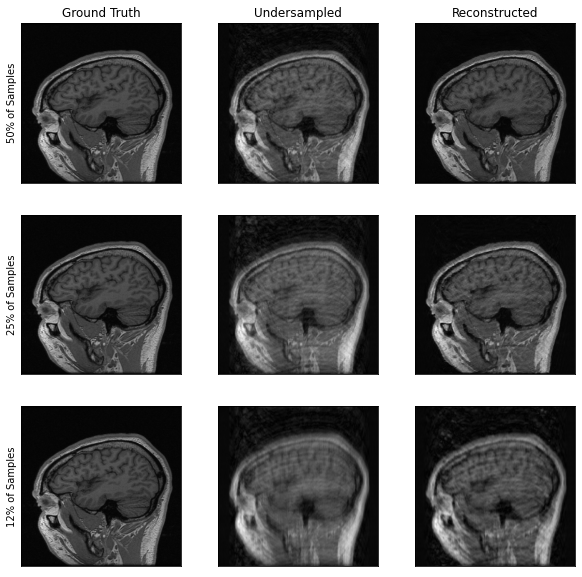 Ground Truth
Undersampled
Reconstructed
50% of Samples
25% of Samples
12% of Samples